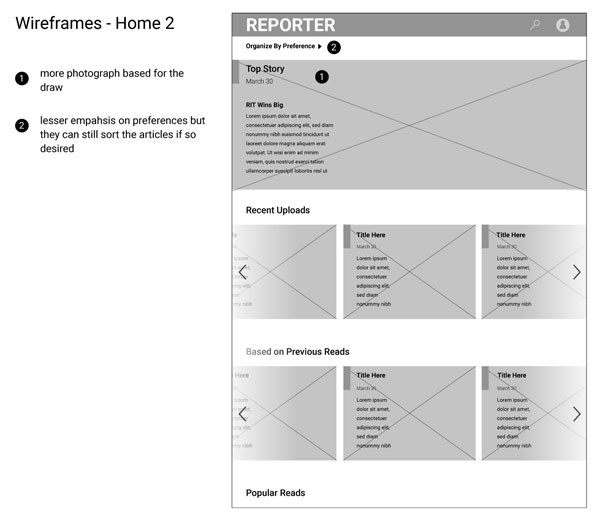 Wireframes - Home 2
1 more photograph based for the
draw
2 lesser empahsis on preferences but
they can still sort the articles if so
desired
REPORTER
Organize By Preference 2
Top Story 1
March 30
RIT Wins Big
Lorem ipsum dolor sit amet,
consectetuer adipiscing elit, sed diam
nonummy nibh euismod tincidunt ut
laoreet dolore magna aliquam erat
volutpat. Ut wisi enim ad minim
veniam, quis nostrud exerci tation
ullamcorper suscipit lobortis nisl ut
Recent Uploads
sit amet,
adipiscing elit,
nibh
Title Here
March 30
Lorem ipsum
dolor sit amet,
consectetuer
adipiscing elit,
sed diam
nonummy nibh
Title Here
March 30
Lorem ipsum
dolor sit amet,
consectetuer
adipiscing elit,
sed diam
nonummy nibh
Based on Previous Reads
Here
Title Here
March 30
Lorem ipsum
dolor sit amet,
consectetuer
adipiscing elit,
sed diam
nonummy nibh
Title Here
March 30
Lorem ipsum
dolor sit amet,
consectetuer
adipiscing elit,
sed diam
nonummy nibh
Popular Reads